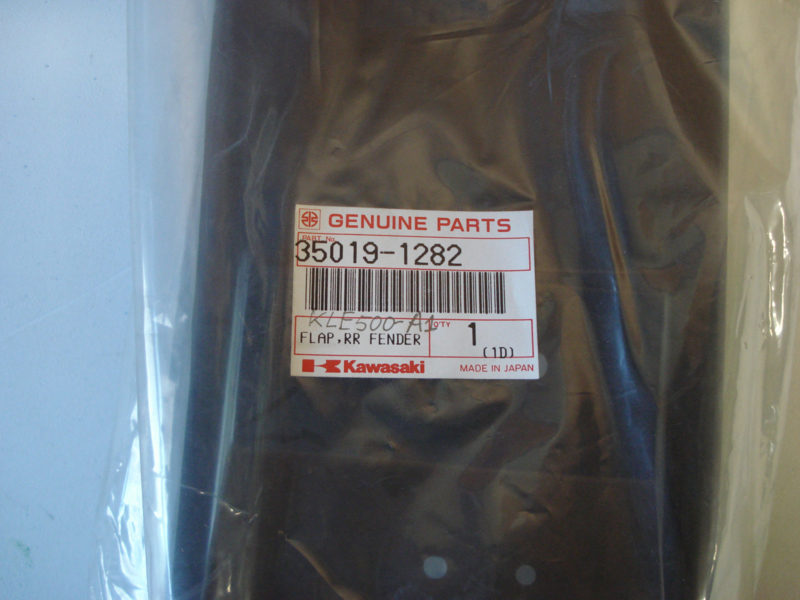 GENUINE PARTS
PART No.
35019-1282
KLE500-A1
Q'TY
FLAP,RR FENDER
1
(1D)
Kawasaki
MADE IN JAPAN